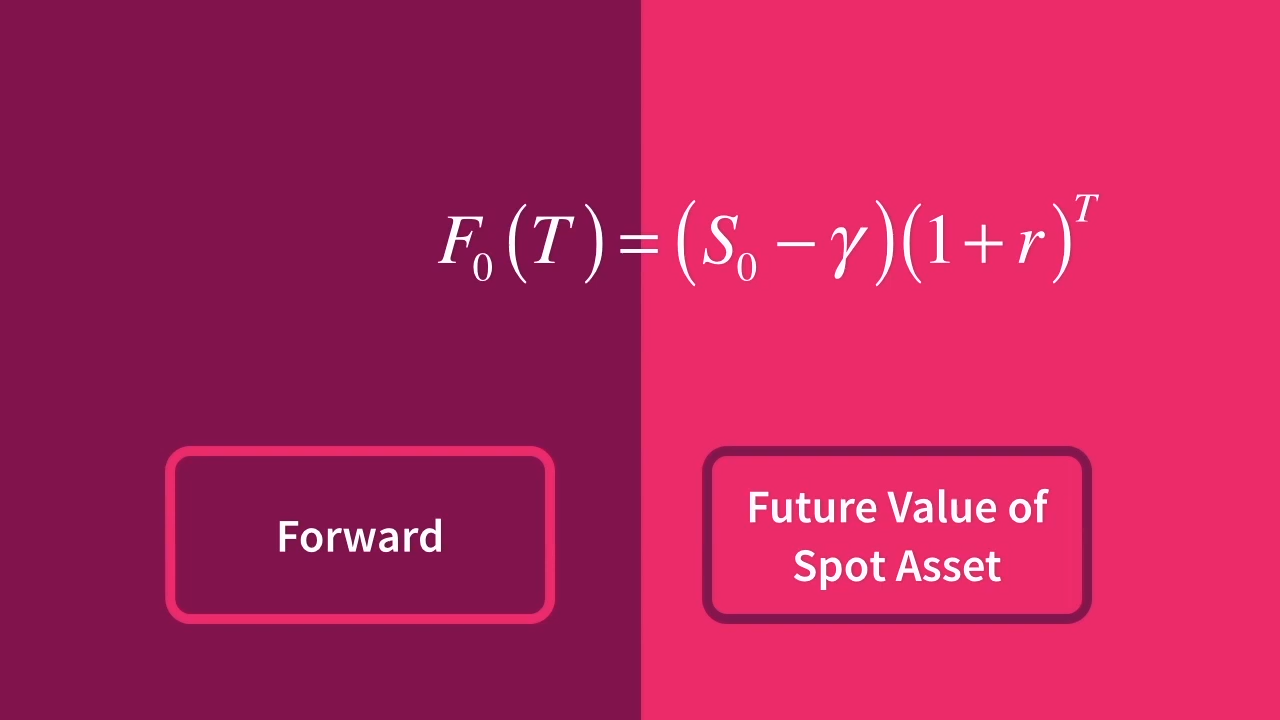 F₀(T) = (S₀ − γ)(1 + r)ᵀ
Forward
Future Value of
Spot Asset